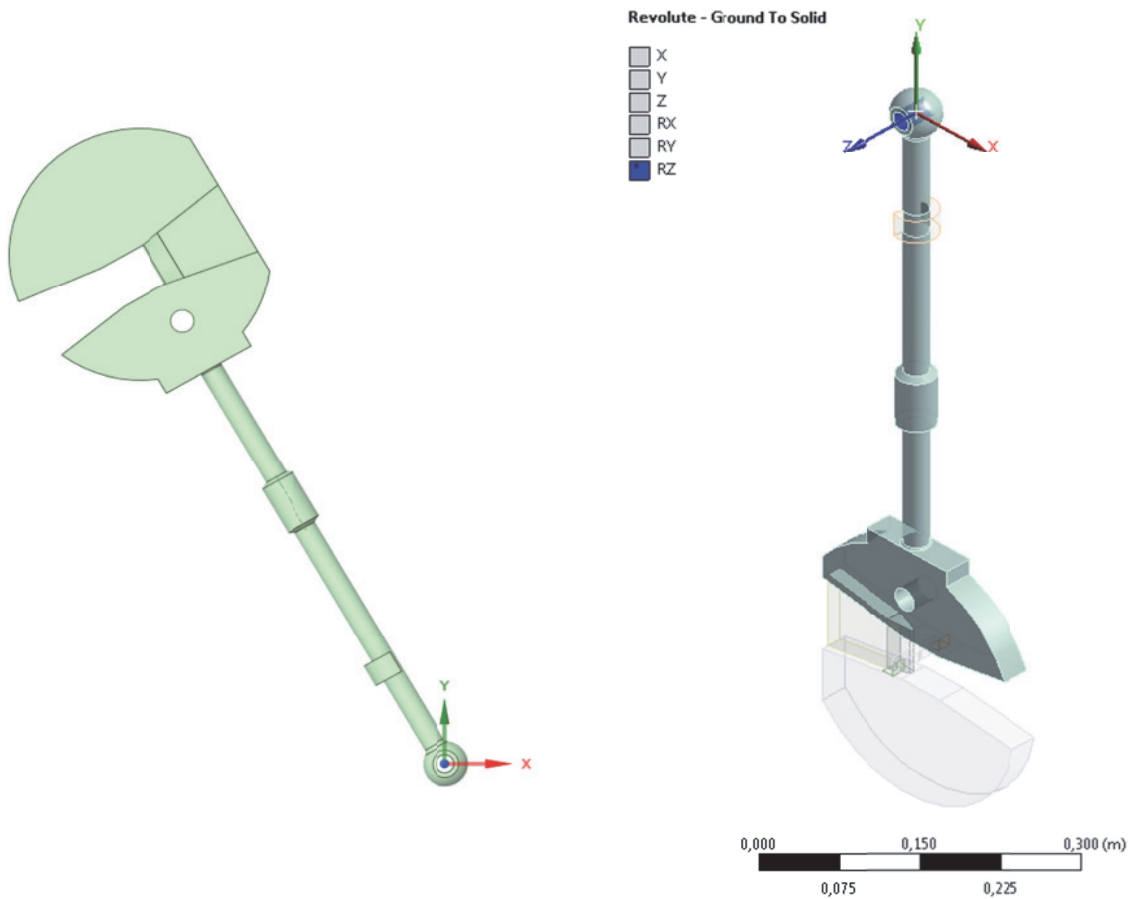 Revolute - Ground To Solid
X
Y
Z
RX
RY
RZ
Y
Z
X
Y
X
0,000
0,150
0,300 (m)
0,075
0,225